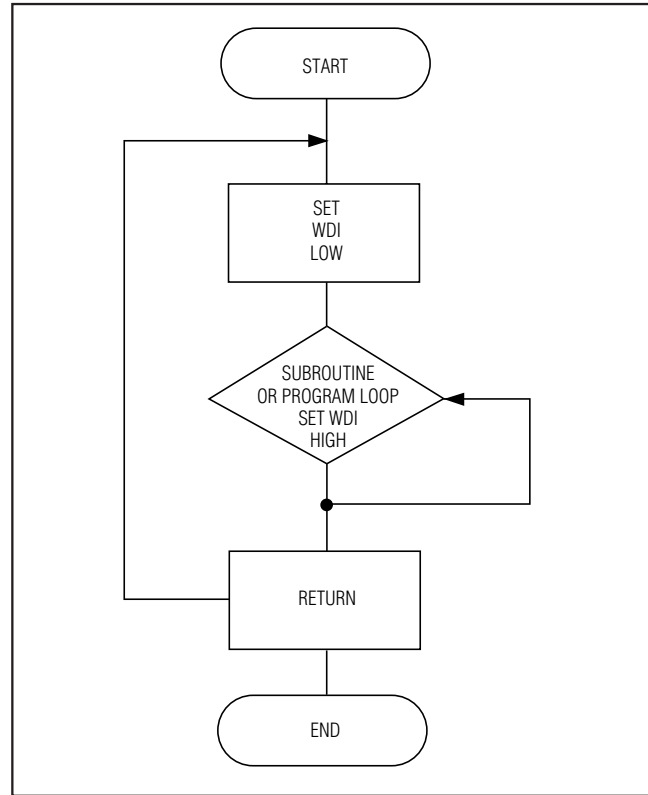 START
SET
WDI
LOW
SUBROUTINE
OR PROGRAM LOOP
SET WDI
HIGH
RETURN
END